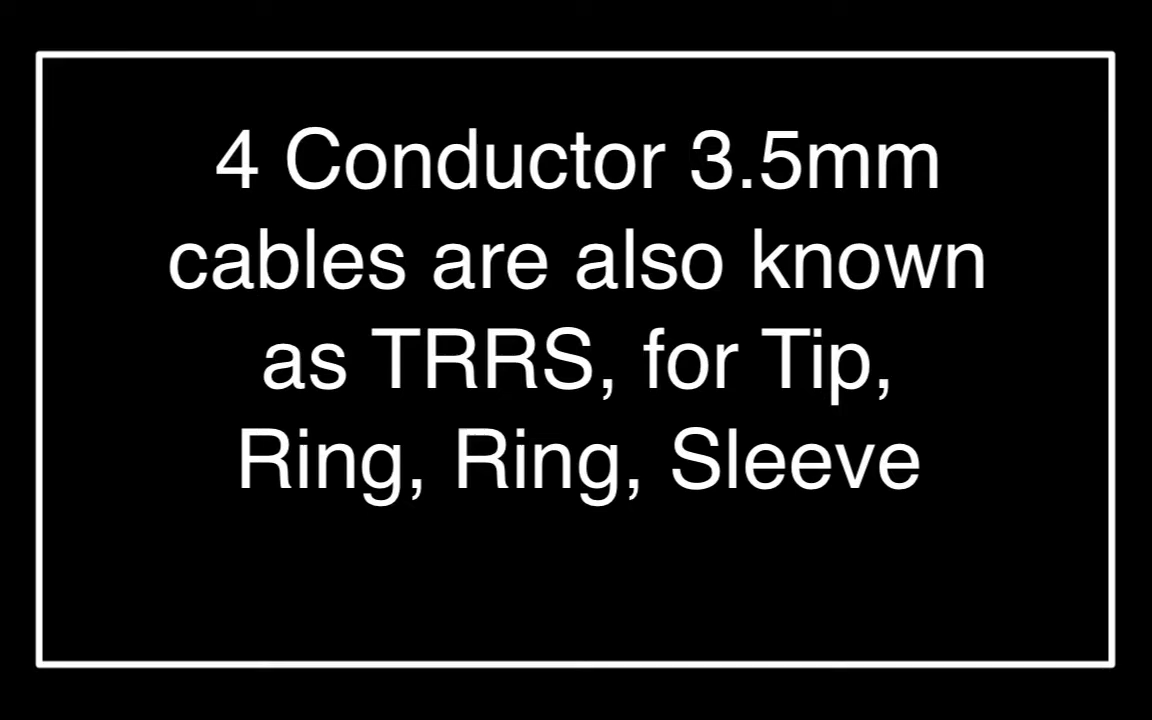 4 Conductor 3.5mm
cables are also known
as TRRS, for Tip,
Ring, Ring, Sleeve